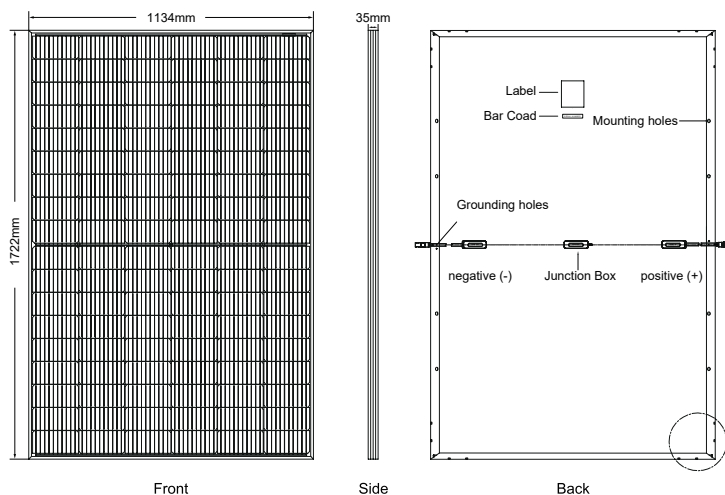 1134mm
35mm
1722mm
Label
Bar Coad
Mounting holes
Grounding holes
negative (-)
Junction Box
positive (+)
Front
Side
Back